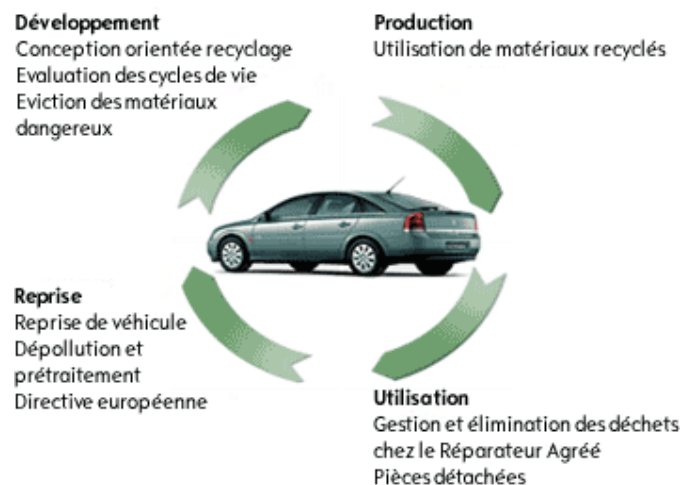 Développement
Conception orientée recyclage
Evaluation des cycles de vie
Eviction des matériaux
dangereux
Production
Utilisation de matériaux recyclés
Reprise
Reprise de véhicule
Dépollution et
prétraitement
Directive européenne
Utilisation
Gestion et élimination des déchets
chez le Réparateur Agréé
Pièces détachées